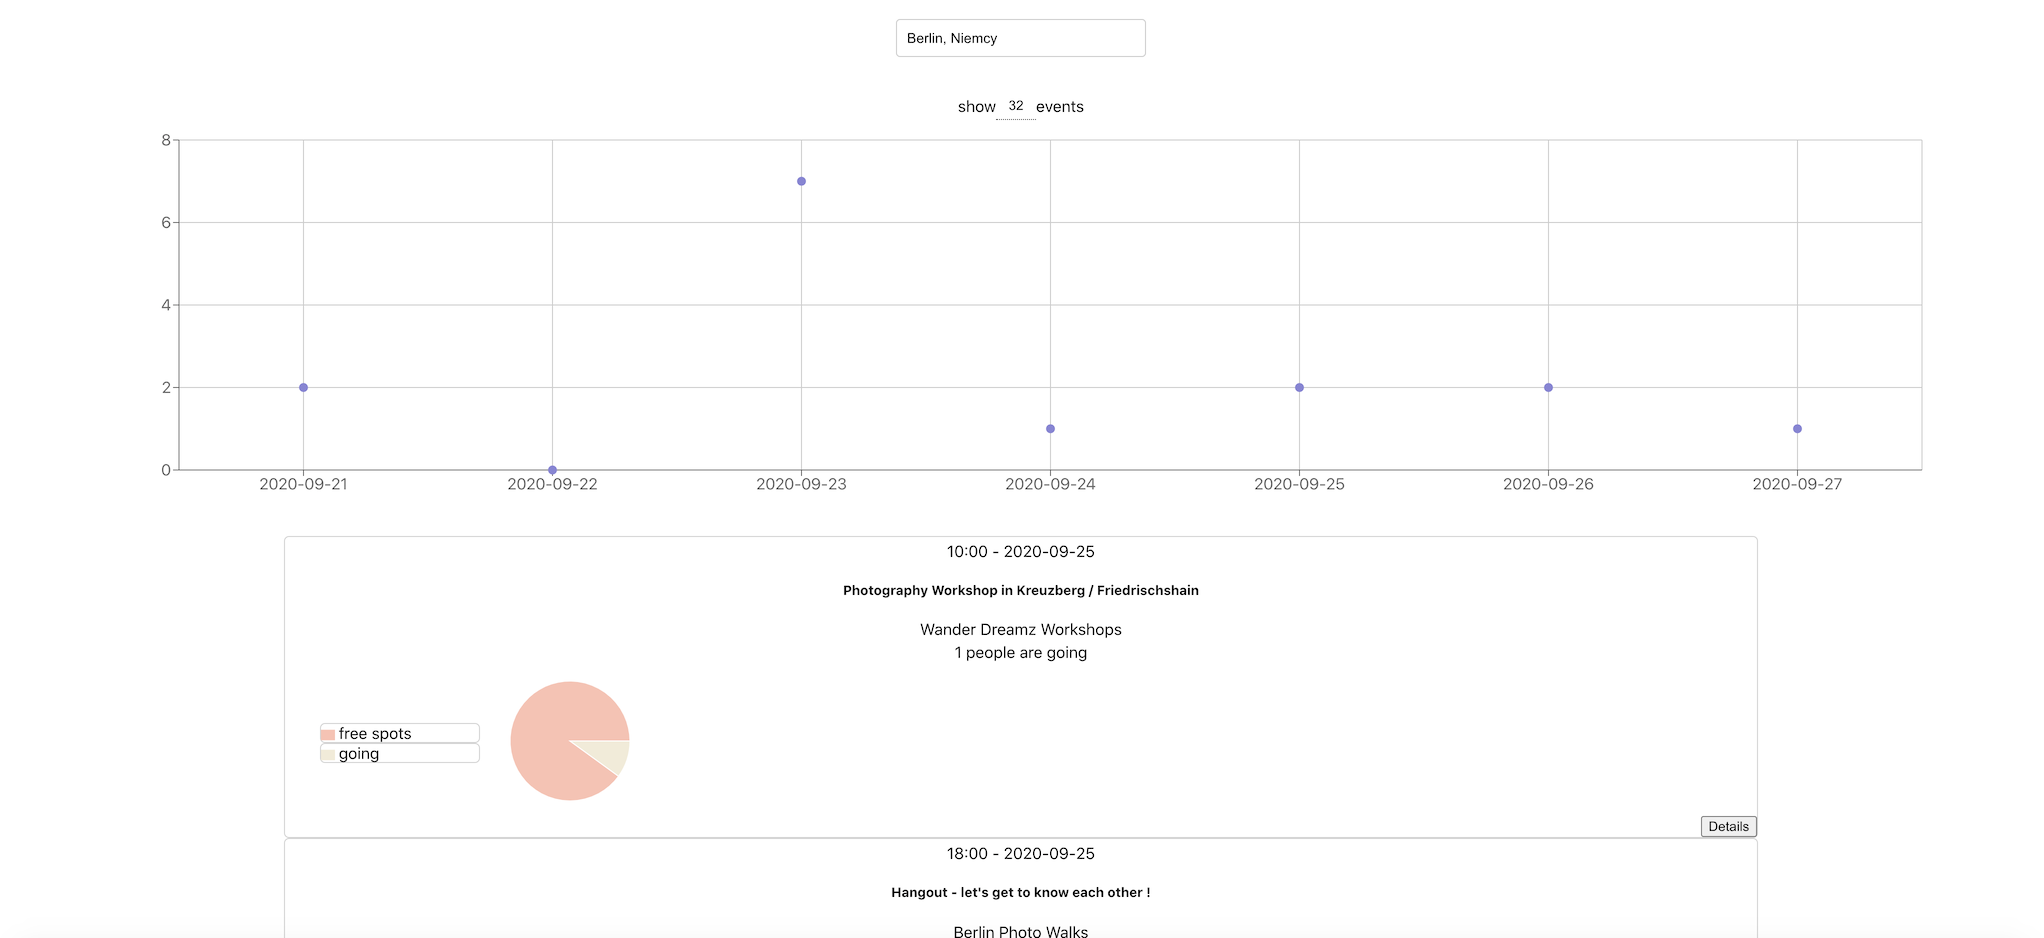 Berlin, Niemcy
show 32 events
8
6
4
2
0
2020-09-21 2020-09-22 2020-09-23 2020-09-24 2020-09-25 2020-09-26 2020-09-27
10:00 - 2020-09-25
Photography Workshop in Kreuzberg / Friedrischshain
Wander Dreamz Workshops
1 people are going
free spots
going
Details
18:00 - 2020-09-25
Hangout - let's get to know each other !
Berlin Photo Walks